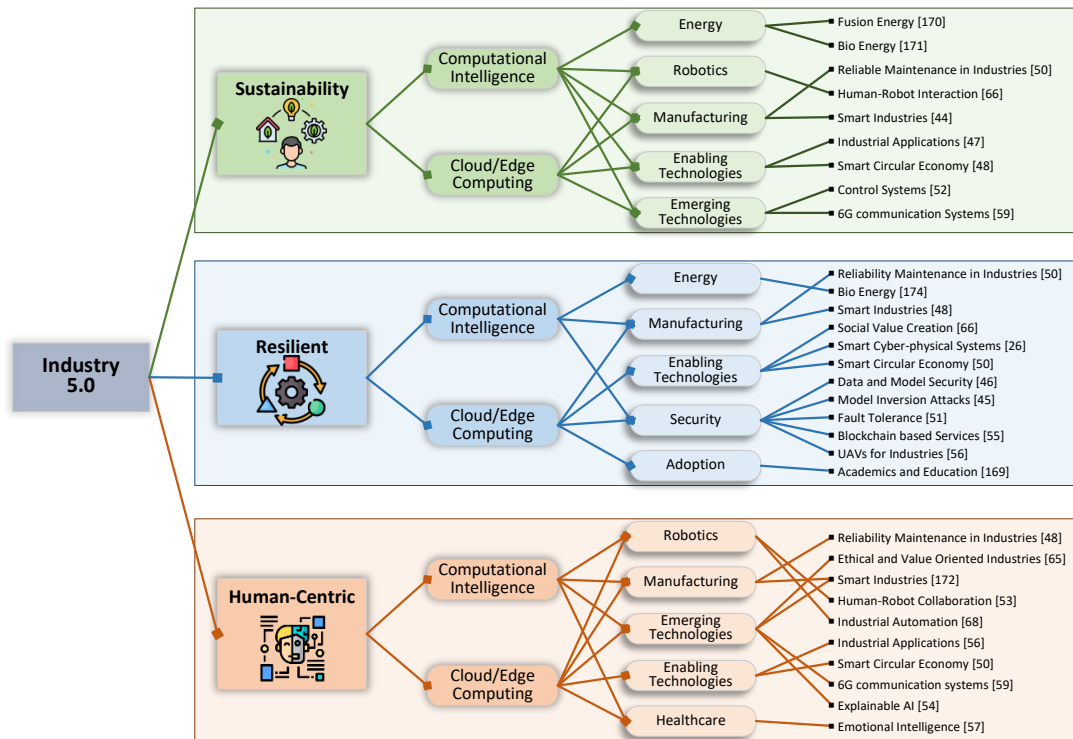 Industry
5.0
Sustainability
Computational
Intelligence
Cloud/Edge
Computing
Energy
Robotics
Manufacturing
Enabling
Technologies
Emerging
Technologies
Fusion Energy [170]
Bio Energy [171]
Reliable Maintenance in Industries [50]
Human-Robot Interaction [66]
Smart Industries [44]
Industrial Applications [47]
Smart Circular Economy [48]
Control Systems [52]
6G communication Systems [59]
Resilient
Computational
Intelligence
Cloud/Edge
Computing
Energy
Manufacturing
Enabling
Technologies
Security
Adoption
Reliability Maintenance in Industries [50]
Bio Energy [174]
Smart Industries [48]
Social Value Creation [66]
Smart Cyber-physical Systems [26]
Smart Circular Economy [50]
Data and Model Security [46]
Model Inversion Attacks [45]
Fault Tolerance [51]
Blockchain based Services [55]
UAVs for Industries [56]
Academics and Education [169]
Human-Centric
Computational
Intelligence
Cloud/Edge
Computing
Robotics
Manufacturing
Emerging
Technologies
Enabling
Technologies
Healthcare
Reliability Maintenance in Industries [48]
Ethical and Value Oriented Industries [65]
Smart Industries [172]
Human-Robot Collaboration [53]
Industrial Automation [68]
Industrial Applications [56]
Smart Circular Economy [50]
6G communication systems [59]
Explainable AI [54]
Emotional Intelligence [57]